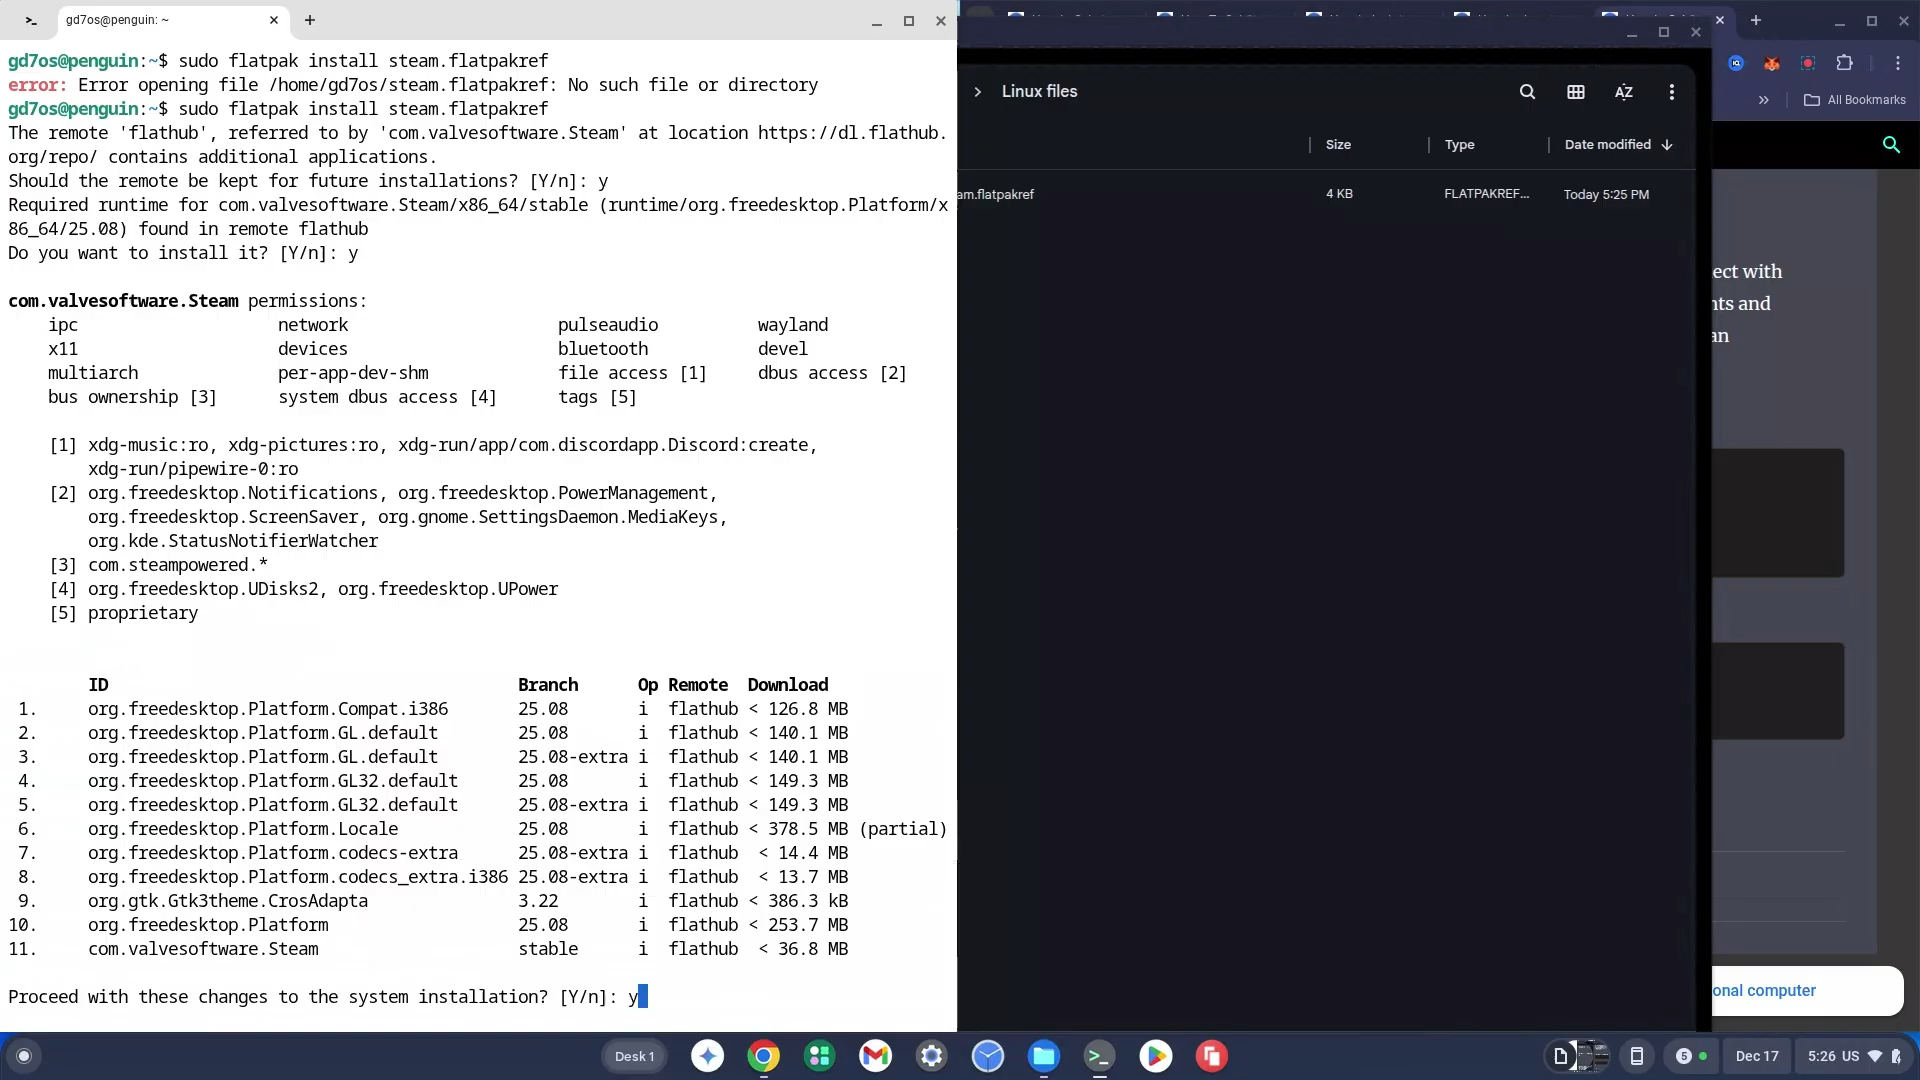 gd7os@penguin: ~
gd7os@penguin:~$ sudo flatpak install steam.flatpakref
error: Error opening file /home/gd7os/steam.flatpakref: No such file or directory
gd7os@penguin:~$ sudo flatpak install steam.flatpakref
The remote 'flathub', referred to by 'com.valvesoftware.Steam' at location https://dl.flathub.
org/repo/ contains additional applications.
Should the remote be kept for future installations? [Y/n]: y
Required runtime for com.valvesoftware.Steam/x86_64/stable (runtime/org.freedesktop.Platform/x
86_64/25.08) found in remote flathub
Do you want to install it? [Y/n]: y
com.valvesoftware.Steam permissions:
ipc network pulseaudio wayland
x11 devices bluetooth devel
multiarch per-app-dev-shm file access [1] dbus access [2]
bus ownership [3] system dbus access [4] tags [5]
[1] xdg-music:ro, xdg-pictures:ro, xdg-run/app/com.discordapp.Discord:create,
xdg-run/pipewire-0:ro
[2] org.freedesktop.Notifications, org.freedesktop.PowerManagement,
org.freedesktop.ScreenSaver, org.gnome.SettingsDaemon.MediaKeys,
org.kde.StatusNotifierWatcher
[3] com.steampowered.*
[4] org.freedesktop.UDisks2, org.freedesktop.UPower
[5] proprietary
ID Branch Op Remote Download
1. org.freedesktop.Platform.Compat.i386 25.08 i flathub < 126.8 MB
2. org.freedesktop.Platform.GL.default 25.08 i flathub < 140.1 MB
3. org.freedesktop.Platform.GL.default 25.08-extra i flathub < 140.1 MB
4. org.freedesktop.Platform.GL32.default 25.08 i flathub < 149.3 MB
5. org.freedesktop.Platform.GL32.default 25.08-extra i flathub < 149.3 MB
6. org.freedesktop.Platform.Locale 25.08 i flathub < 378.5 MB (partial)
7. org.freedesktop.Platform.codecs-extra 25.08-extra i flathub < 14.4 MB
8. org.freedesktop.Platform.codecs_extra.i386 25.08-extra i flathub < 13.7 MB
9. org.gtk.Gtk3theme.CrosAdapta 3.22 i flathub < 386.3 kB
10. org.freedesktop.Platform 25.08 i flathub < 253.7 MB
11. com.valvesoftware.Steam stable i flathub < 36.8 MB
Proceed with these changes to the system installation? [Y/n]: y
Linux files
AZ
Size Type Date modified
am.flatpakref 4 KB FLATPAKREF... Today 5:25 PM
All Bookmarks
ect with
nts and
an
onal computer
Desk 1
5
Dec 17
5:26 US